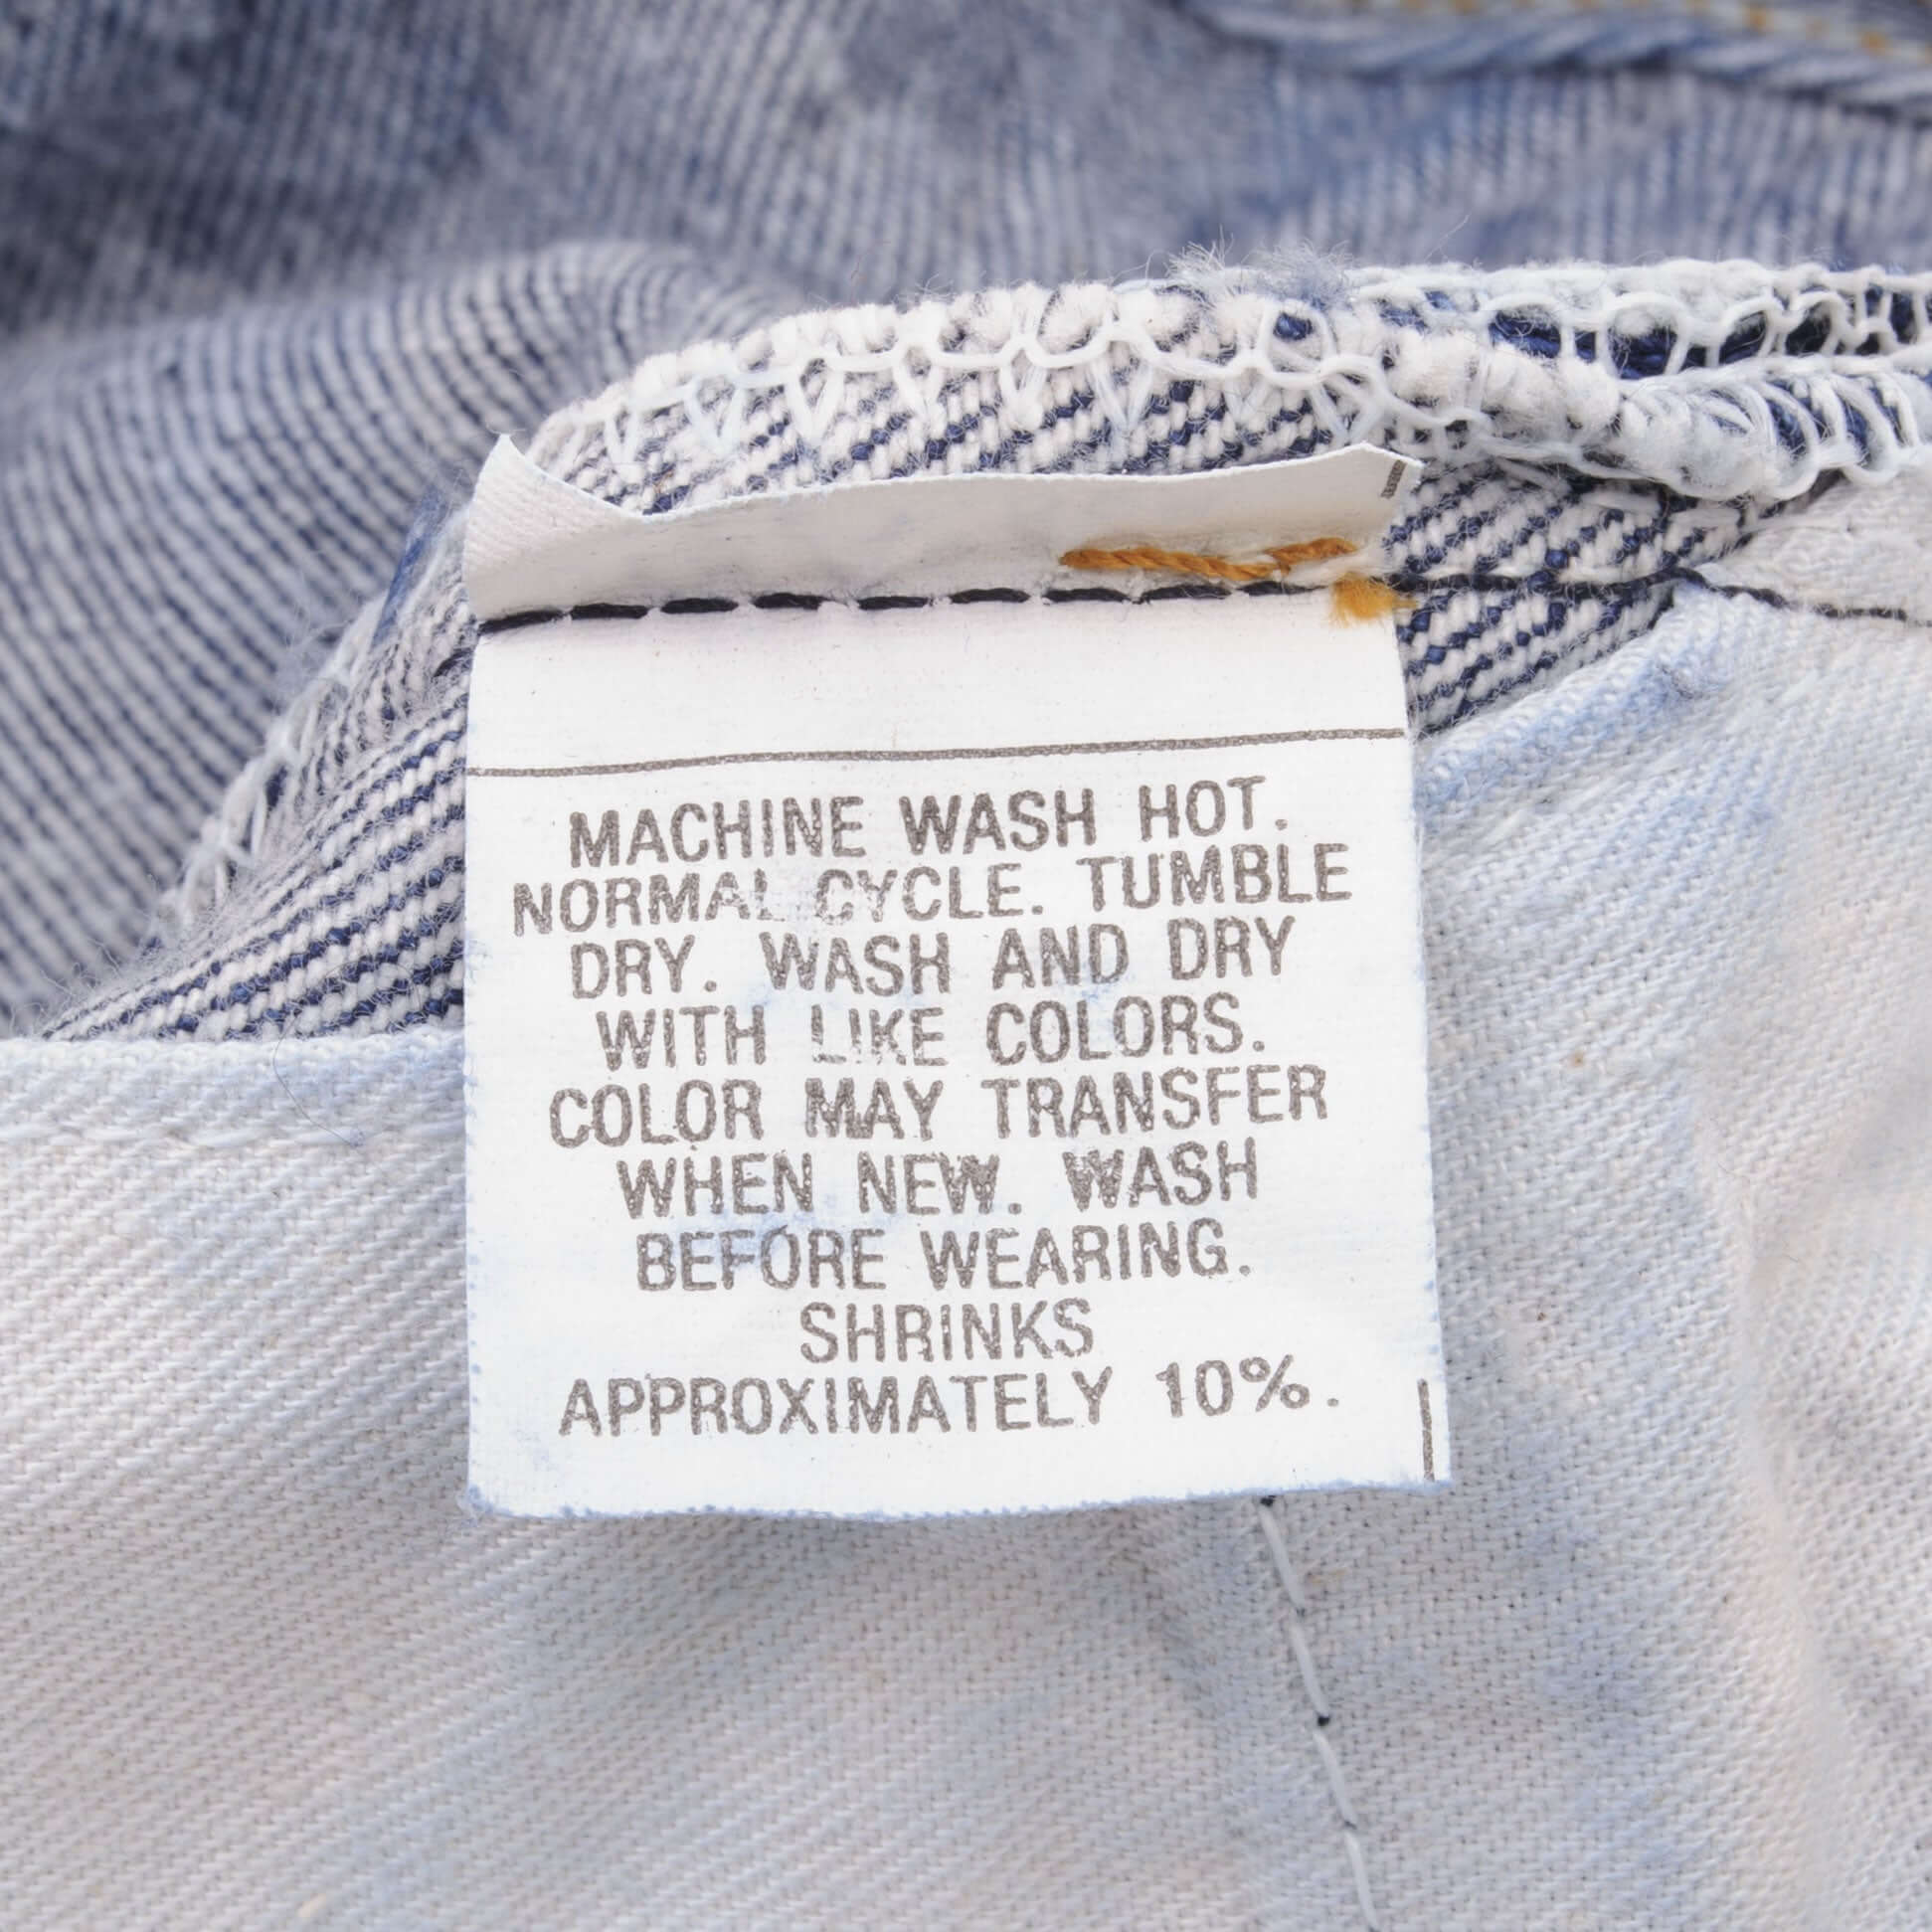 MACHINE WASH HOT.
NORMAL CYCLE. TUMBLE
DRY. WASH AND DRY
WITH LIKE COLORS.
COLOR MAY TRANSFER
WHEN NEW. WASH
BEFORE WEARING.
SHRINKS
APPROXIMATELY 10%.